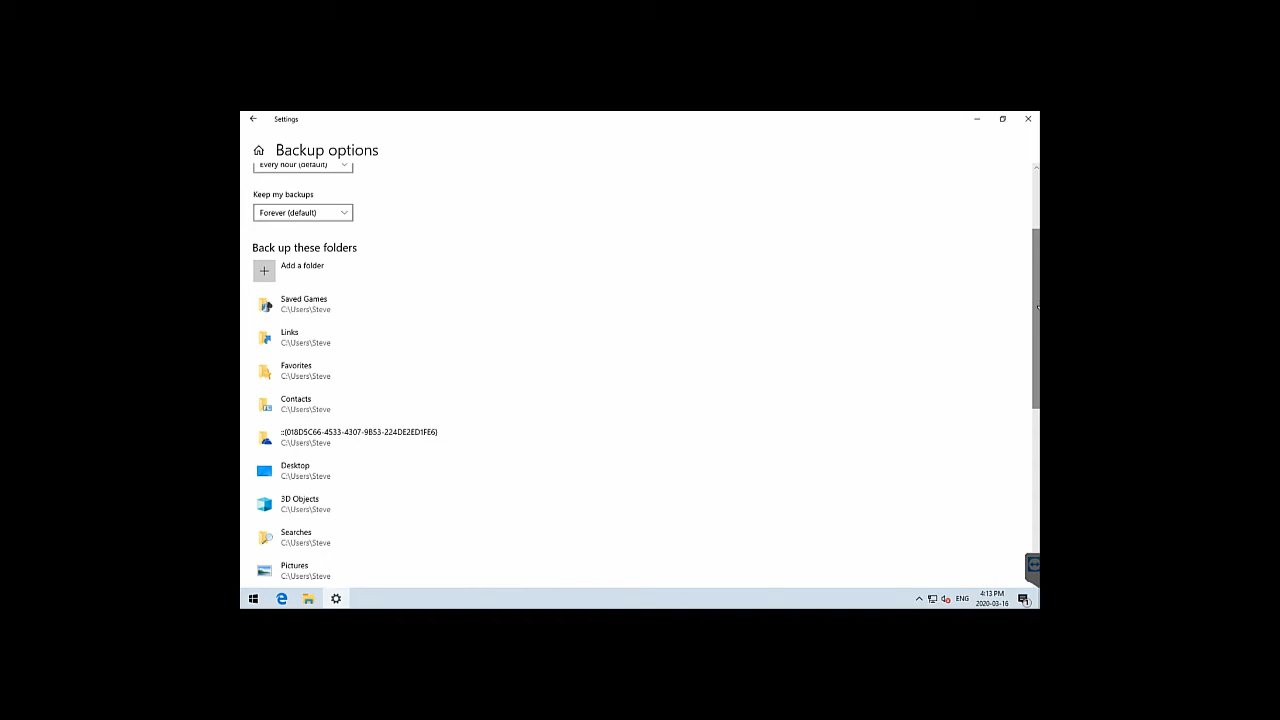 Settings
Backup options
Every hour (default)
Keep my backups
Forever (default)
Back up these folders
Add a folder
Saved Games
C:\Users\Steve
Links
C:\Users\Steve
Favorites
C:\Users\Steve
Contacts
C:\Users\Steve
::{018D5C66-4533-4307-9B53-224DE2ED1FE6}
C:\Users\Steve
Desktop
C:\Users\Steve
3D Objects
C:\Users\Steve
Searches
C:\Users\Steve
Pictures
C:\Users\Steve
ENG
4:13 PM
2020-03-16
1